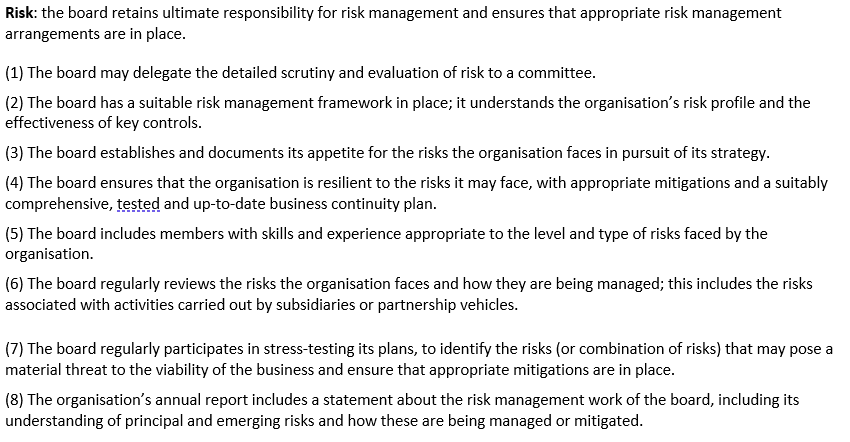 Risk: the board retains ultimate responsibility for risk management and ensures that appropriate risk management
arrangements are in place.
(1) The board may delegate the detailed scrutiny and evaluation of risk to a committee.
(2) The board has a suitable risk management framework in place; it understands the organisation’s risk profile and the
effectiveness of key controls.
(3) The board establishes and documents its appetite for the risks the organisation faces in pursuit of its strategy.
(4) The board ensures that the organisation is resilient to the risks it may face, with appropriate mitigations and a suitably
comprehensive, tested and up-to-date business continuity plan.
(5) The board includes members with skills and experience appropriate to the level and type of risks faced by the
organisation.
(6) The board regularly reviews the risks the organisation faces and how they are being managed; this includes the risks
associated with activities carried out by subsidiaries or partnership vehicles.
(7) The board regularly participates in stress-testing its plans, to identify the risks (or combination of risks) that may pose a
material threat to the viability of the business and ensure that appropriate mitigations are in place.
(8) The organisation’s annual report includes a statement about the risk management work of the board, including its
understanding of principal and emerging risks and how these are being managed or mitigated.